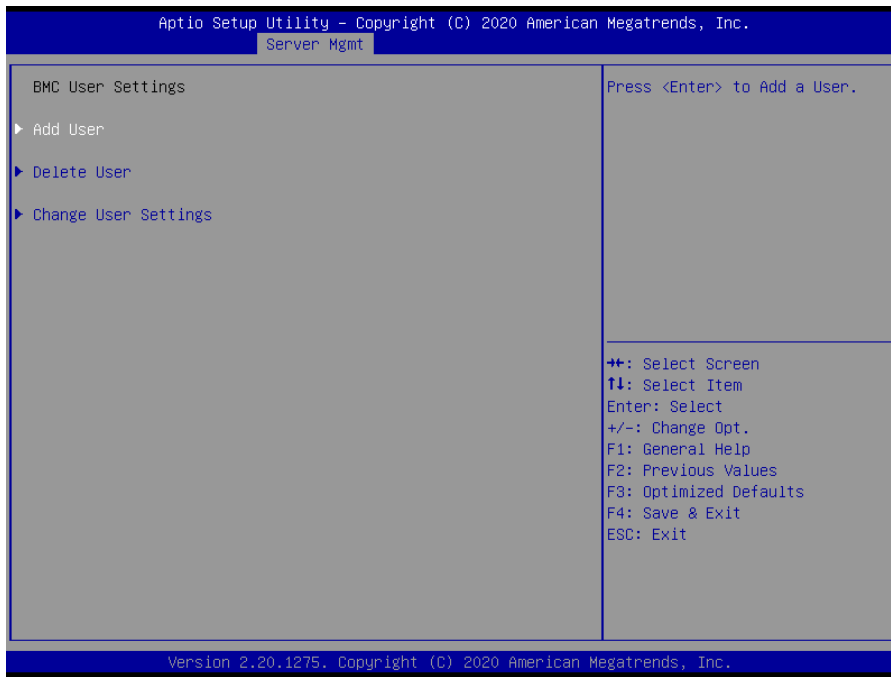 Aptio Setup Utility – Copyright (C) 2020 American Megatrends, Inc.
Server Mgmt
BMC User Settings
Add User
Delete User
Change User Settings
Press <Enter> to Add a User.
→←: Select Screen
↑↓: Select Item
Enter: Select
+/-: Change Opt.
F1: General Help
F2: Previous Values
F3: Optimized Defaults
F4: Save & Exit
ESC: Exit
Version 2.20.1275. Copyright (C) 2020 American Megatrends, Inc.